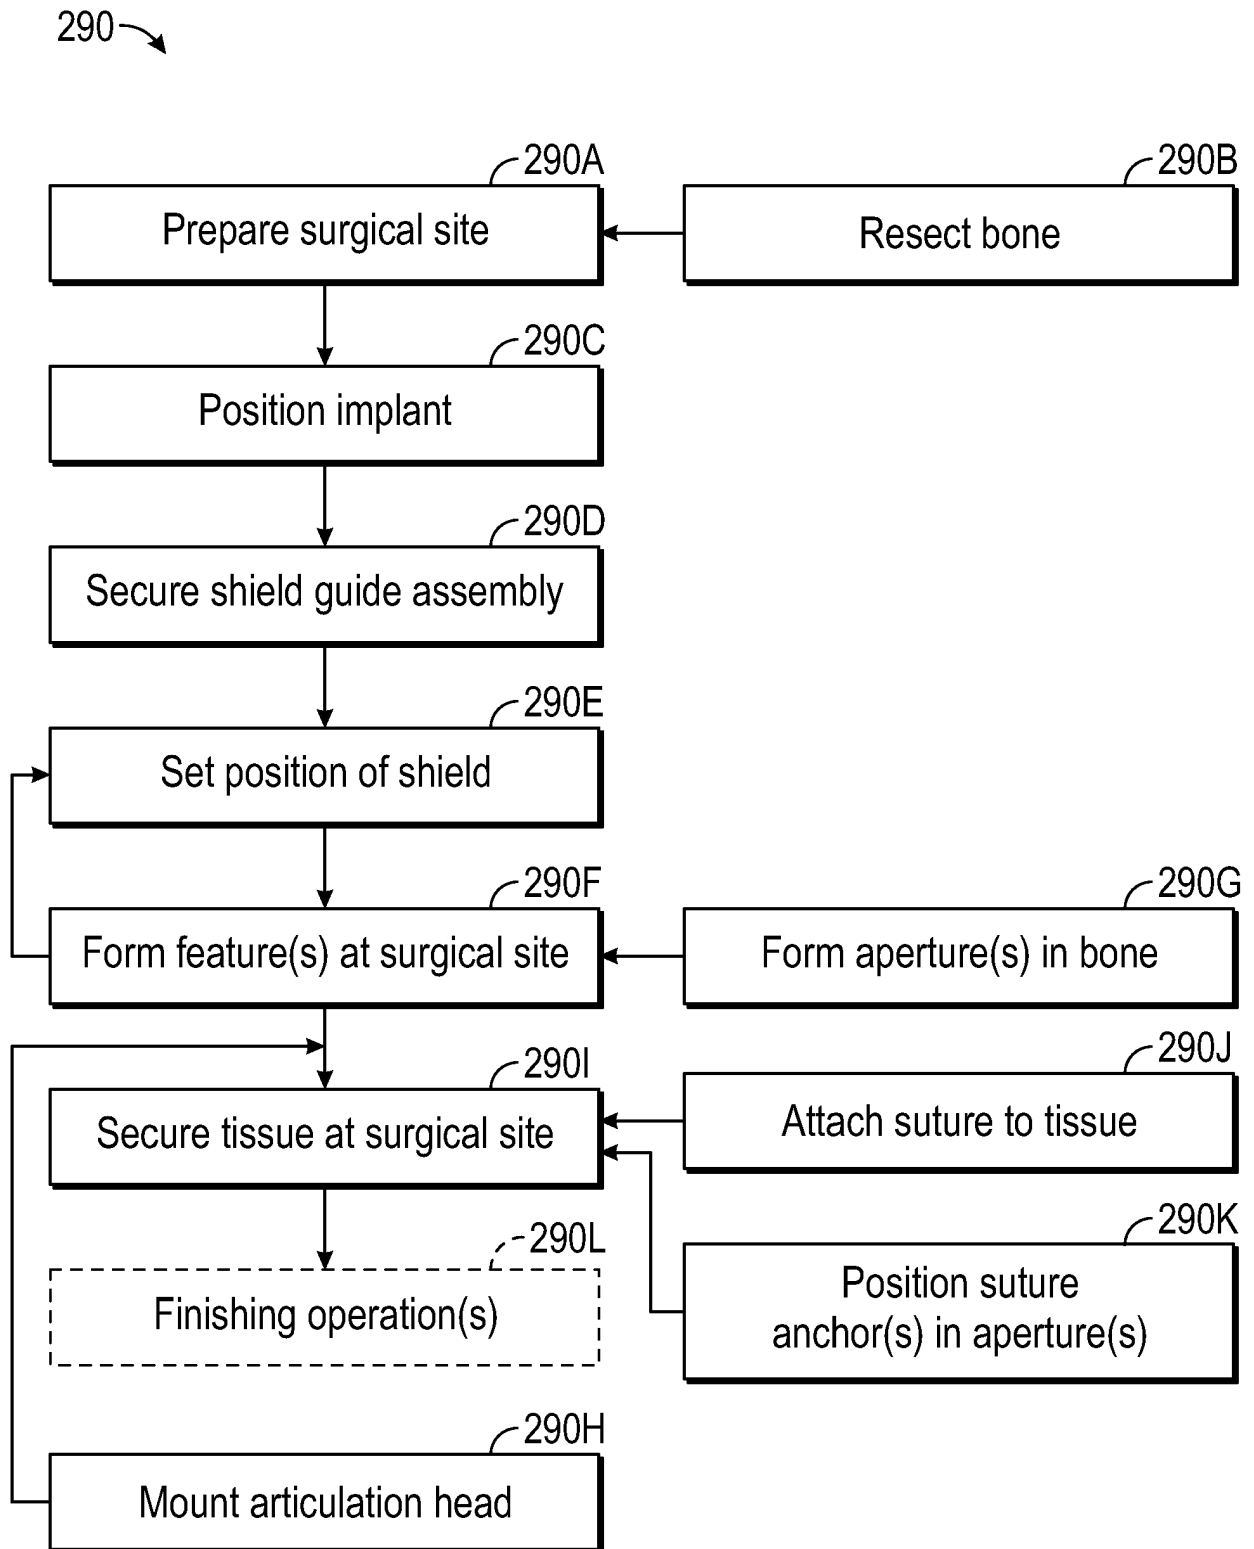 290
290A
Prepare surgical site
290B
Resect bone
290C
Position implant
290D
Secure shield guide assembly
290E
Set position of shield
290F
Form feature(s) at surgical site
290G
Form aperture(s) in bone
290I
Secure tissue at surgical site
290J
Attach suture to tissue
290K
Position suture
anchor(s) in aperture(s)
290L
Finishing operation(s)
290H
Mount articulation head